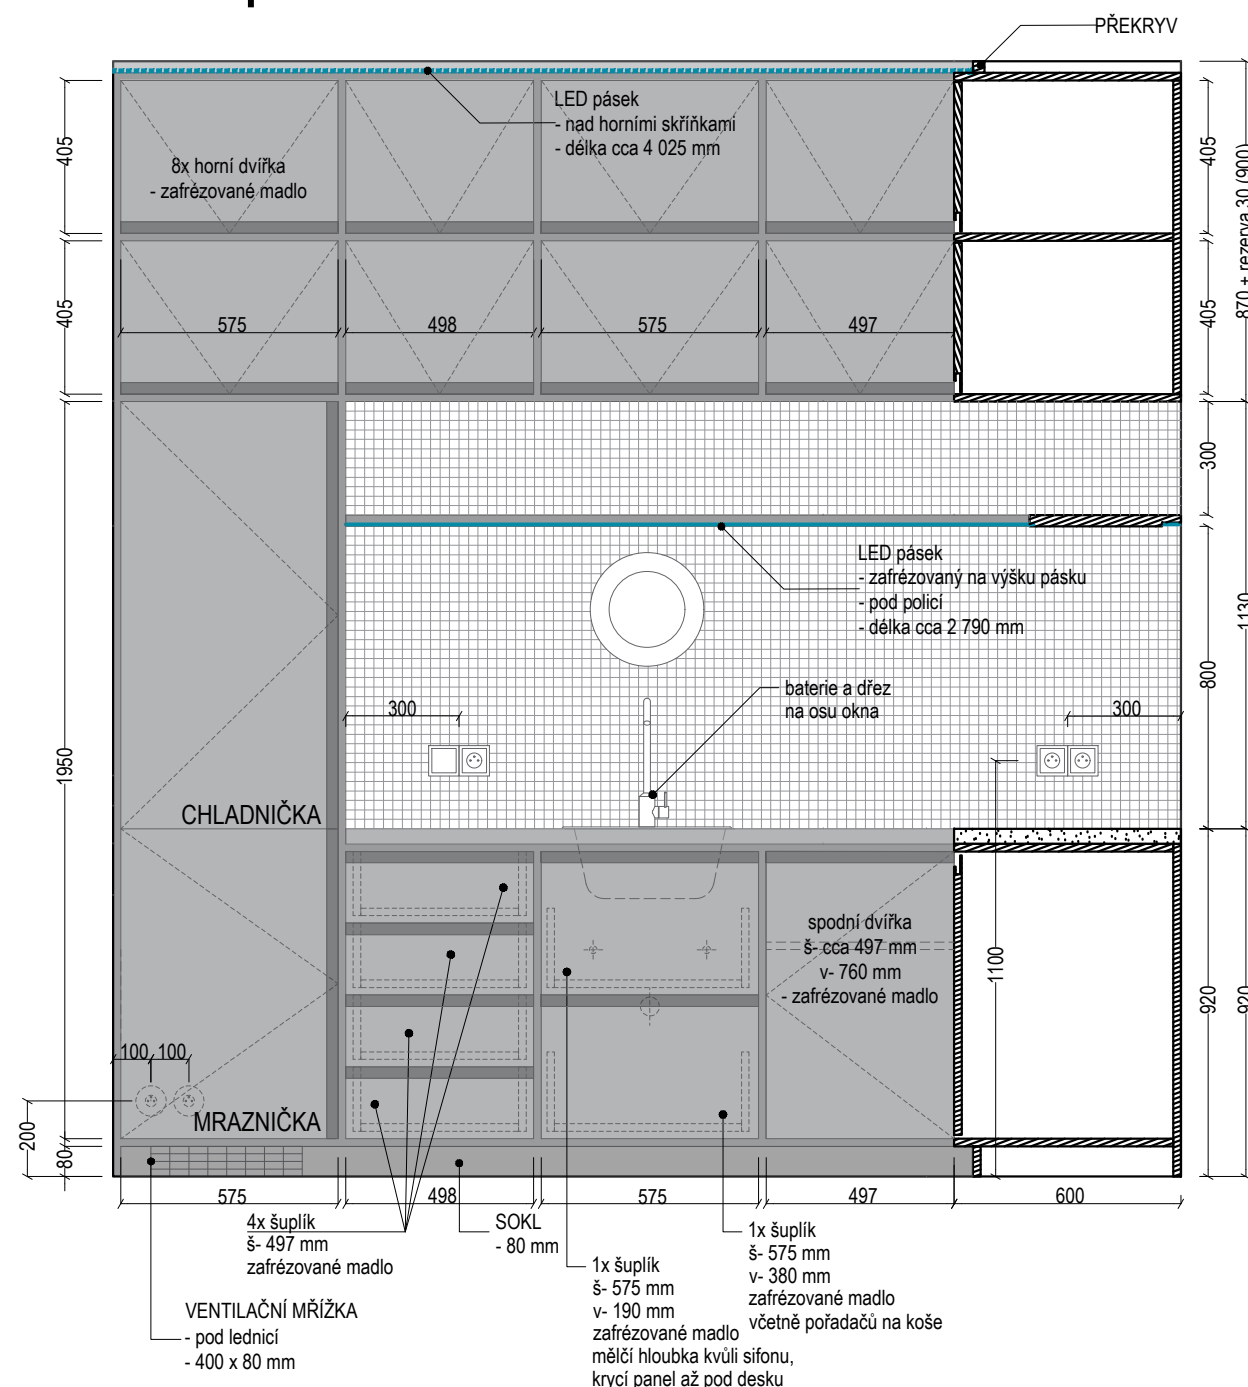 PŘEKRYV
LED pásek
- nad horními skříňkami
- délka cca 4 025 mm
8x horní dvířka
- zafrézované madlo
405
405
870 + rezerva 30 (900)
405
405
575
498
575
497
300
LED pásek
- zafrézovaný na výšku pásku
- pod policí
- délka cca 2 790 mm
1130
800
baterie a dřez
na osu okna
300
300
1950
CHLADNIČKA
spodní dvířka
š- cca 497 mm
v- 760 mm
- zafrézované madlo
1100
920
920
100
100
MRAZNIČKA
200
80
575
498
575
497
600
4x šuplík
š- 497 mm
zafrézované madlo
SOKL
- 80 mm
1x šuplík
š- 575 mm
v- 380 mm
zafrézované madlo
včetně pořadačů na koše
1x šuplík
š- 575 mm
v- 190 mm
zafrézované madlo
mělčí hloubka kvůli sifonu,
krycí panel až pod desku
VENTILAČNÍ MŘÍŽKA
- pod lednicí
- 400 x 80 mm